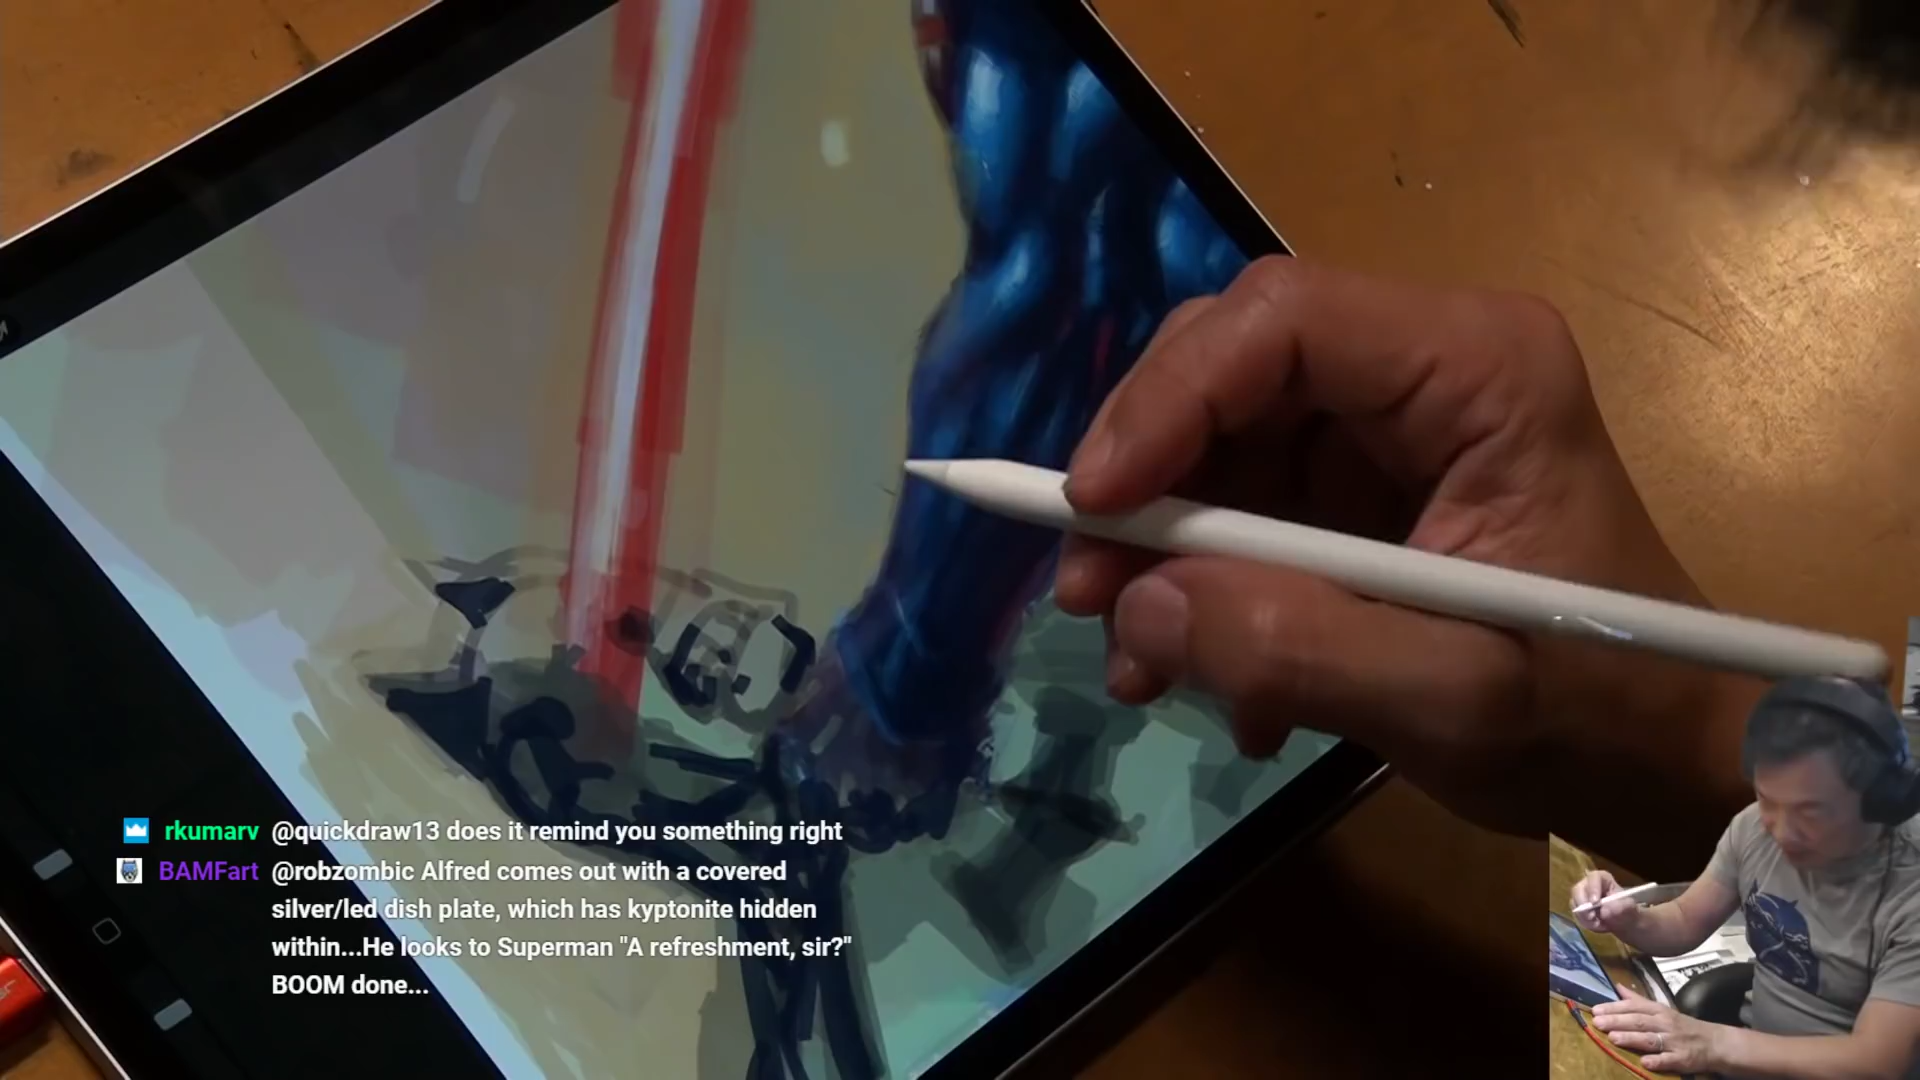 rkumarv @quickdraw13 does it remind you something right
BAMFart @robzombic Alfred comes out with a covered
silver/led dish plate, which has kyptonite hidden
within...He looks to Superman "A refreshment, sir?"
BOOM done...